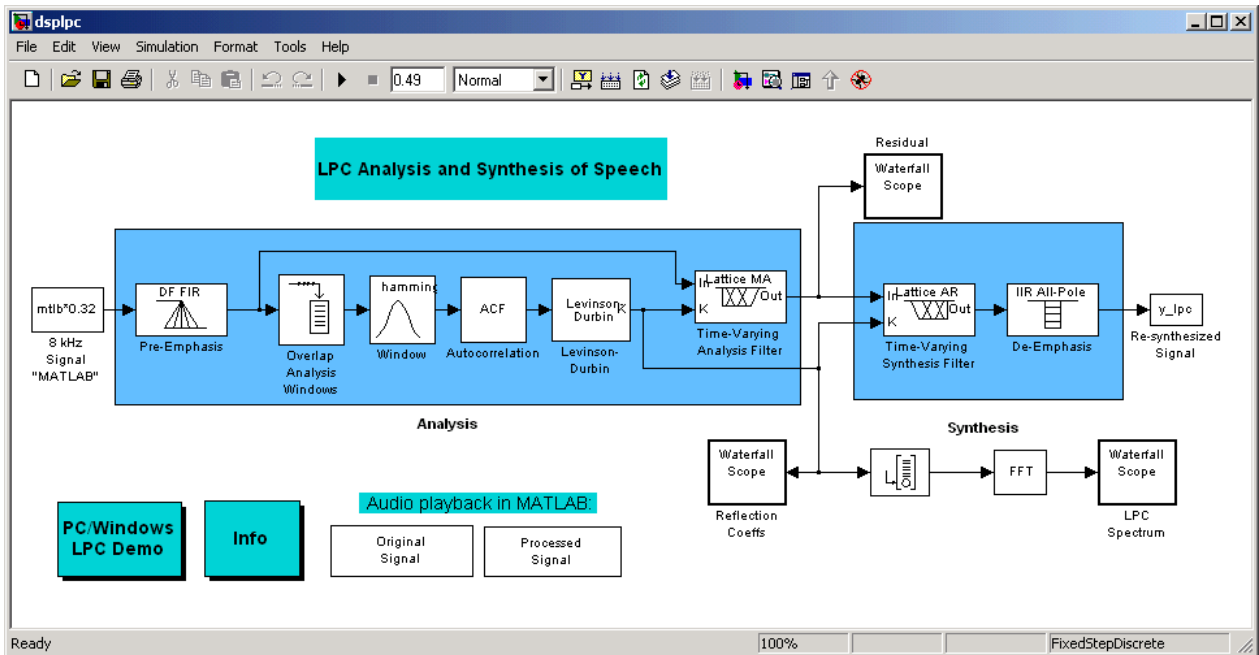 dsplpc
File Edit View Simulation Format Tools Help
0.49 Normal
LPC Analysis and Synthesis of Speech
Residual
Waterfall
Scope
mtlb*0.32
8 kHz
Signal
"MATLAB"
DF FIR
Pre-Emphasis
Overlap
Analysis
Windows
hamming
Window
ACF
Autocorrelation
Levinson
Durbin
K
Levinson-
Durbin
Lattice MA
In
Out
K
Time-Varying
Analysis Filter
Lattice AR
In
Out
K
Time-Varying
Synthesis Filter
IIR All-Pole
De-Emphasis
y_lpc
Re-synthesized
Signal
Analysis
Synthesis
Waterfall
Scope
Reflection
Coeffs
FFT
Waterfall
Scope
LPC
Spectrum
PC/Windows
LPC Demo
Info
Audio playback in MATLAB:
Original
Signal
Processed
Signal
Ready 100% FixedStepDiscrete